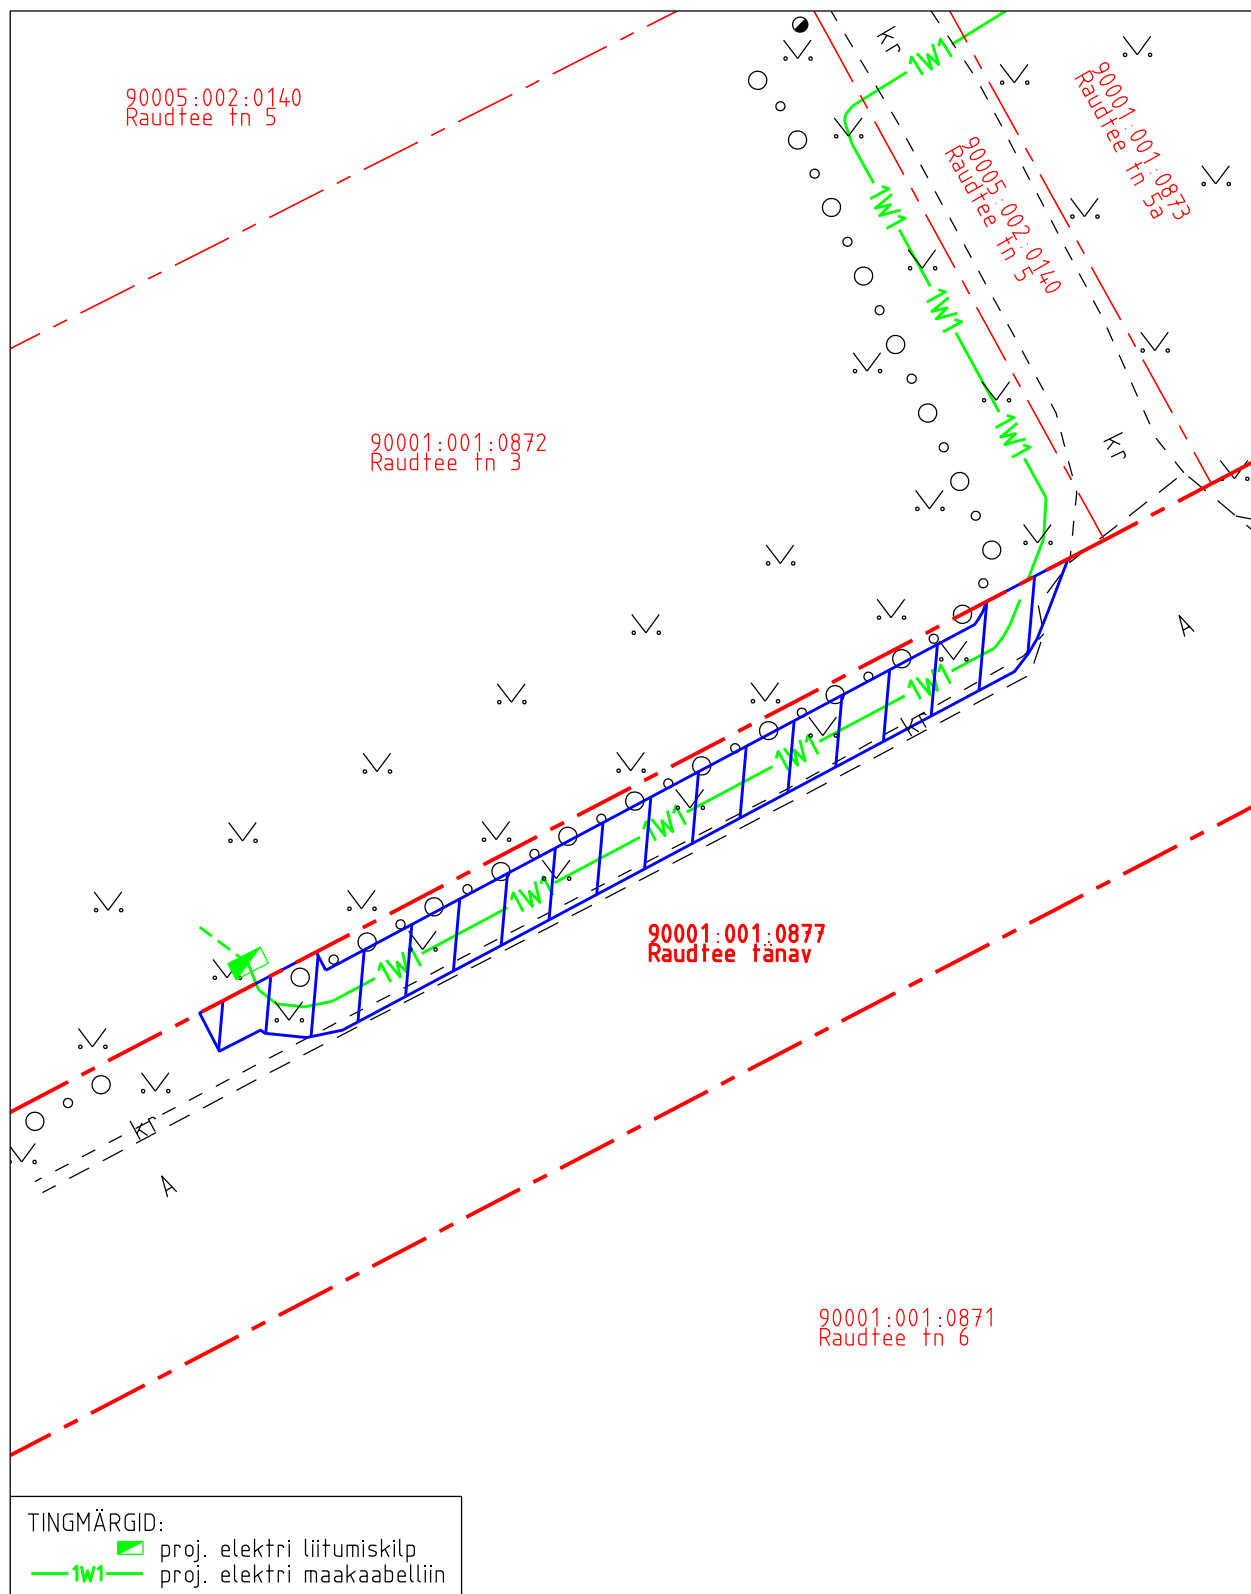 kr
1W1
90005:002:0140
Raudtee tn 5
90001:001:0873
Raudtee tn 5a
90005:002:0140
Raudtee tn 5
1W1
1W1
90001:001:0872
Raudtee tn 3
1W1
kr
A
1W1
kr
1W1
1W1
1W1
90001:001:0877
Raudtee tänav
1W1
kr
A
90001:001:0871
Raudtee tn 6
TINGMÄRGID:
proj. elektri liitumiskilp
1W1 proj. elektri maakaabelliin